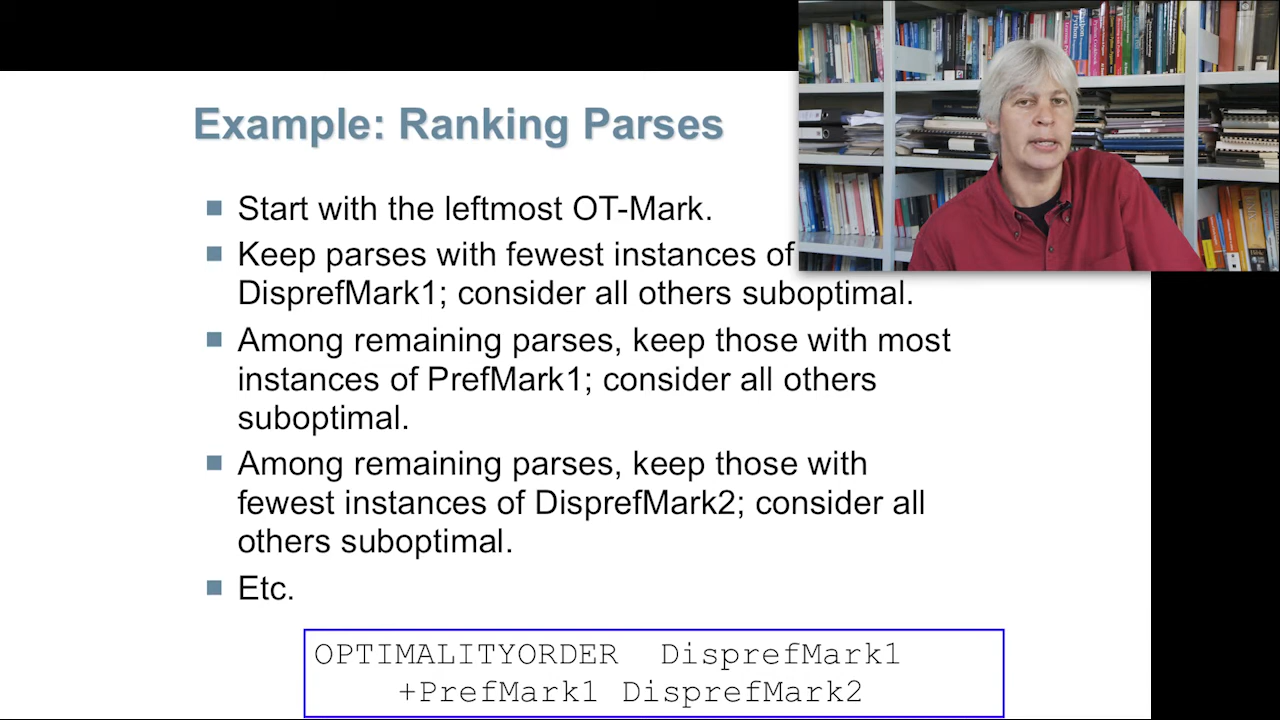 Example: Ranking Parses
Start with the leftmost OT-Mark.
Keep parses with fewest instances of
DisprefMark1; consider all others suboptimal.
Among remaining parses, keep those with most
instances of PrefMark1; consider all others
suboptimal.
Among remaining parses, keep those with
fewest instances of DisprefMark2; consider all
others suboptimal.
Etc.
OPTIMALITYORDER DisprefMark1
+PrefMark1 DisprefMark2